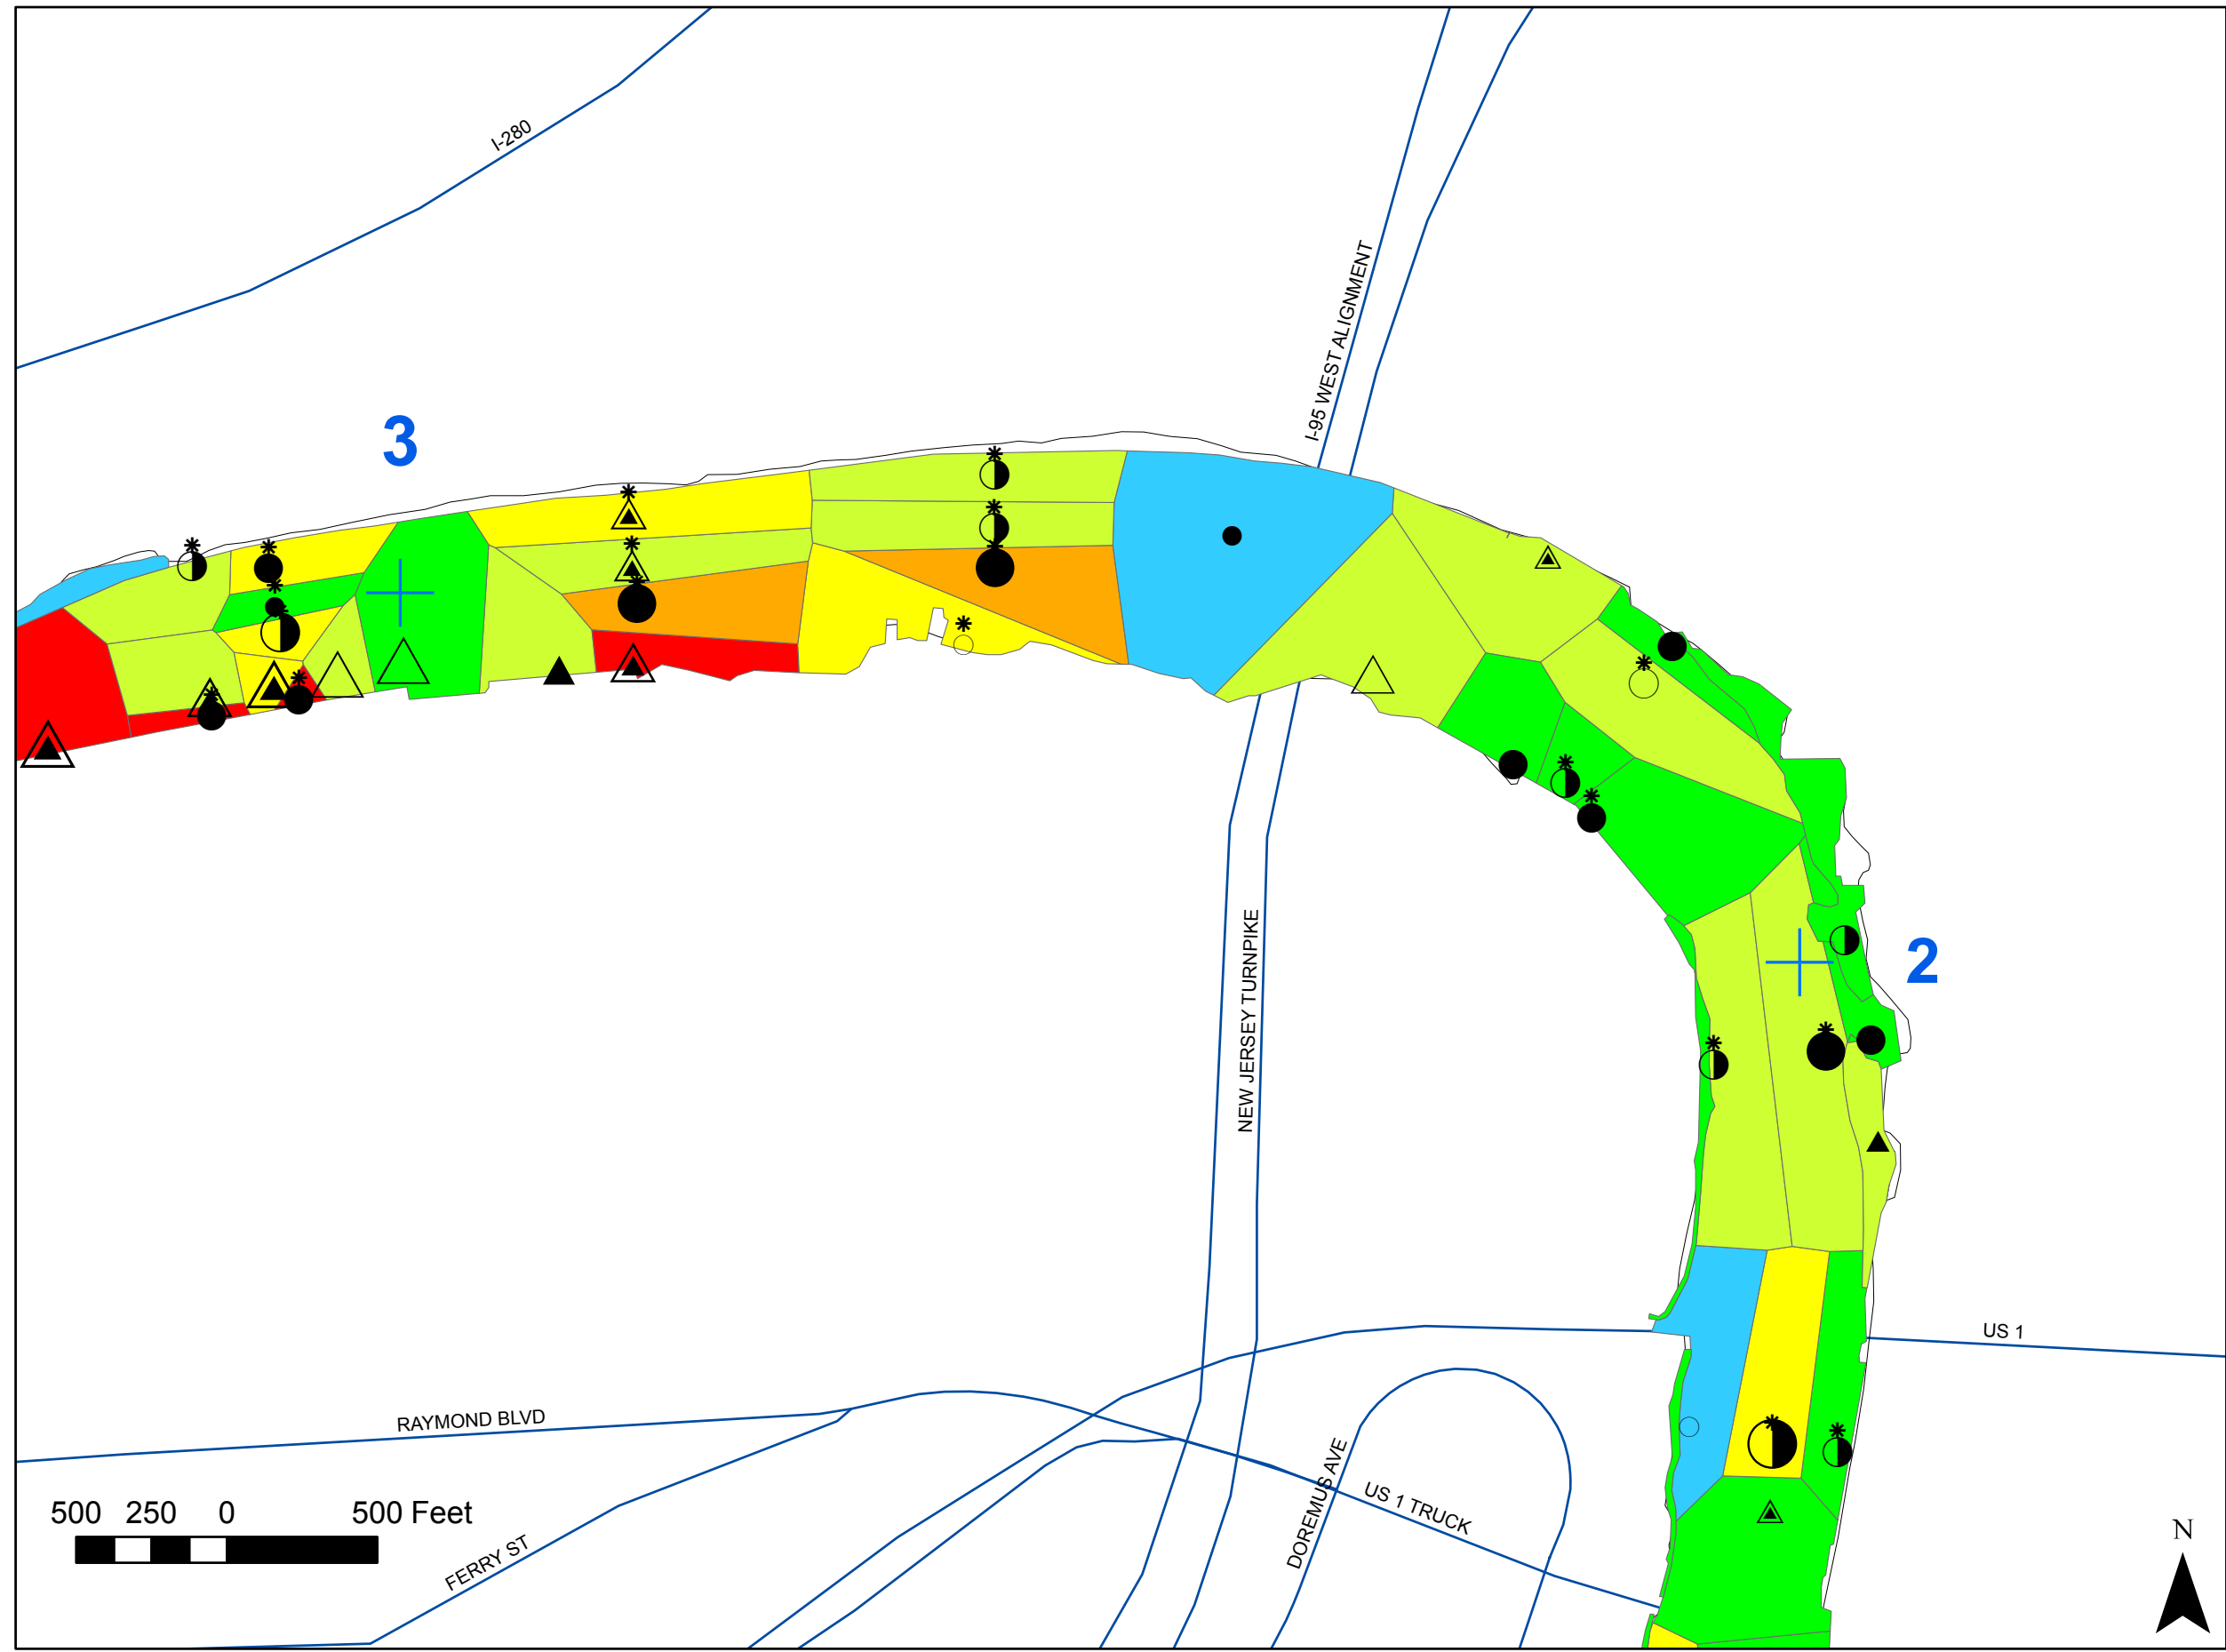 I-280
I-95 WEST ALIGNMENT
3
NEW JERSEY TURNPIKE
2
US 1
RAYMOND BLVD
DOREMUS AVE
US 1 TRUCK
500 250 0 500 Feet
FERRY ST
N